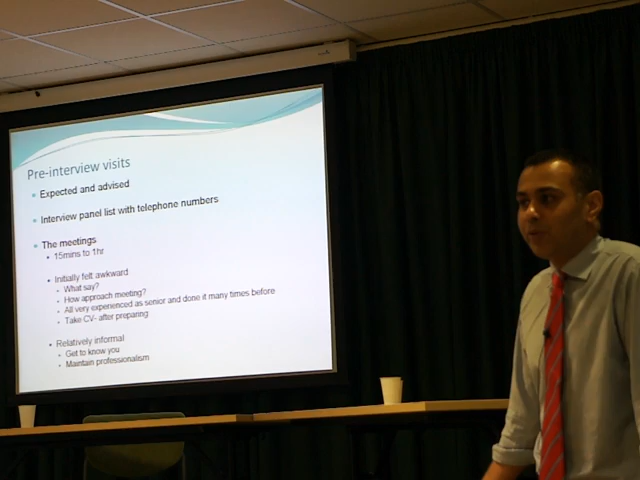 Pre-interview visits
Expected and advised
Interview panel list with telephone numbers
The meetings
15mins to 1hr
Initially felt awkward
What say?
How approach meeting?
All very experienced as senior and done it many times before
Take CV- after preparing
Relatively informal
Get to know you
Maintain professionalism